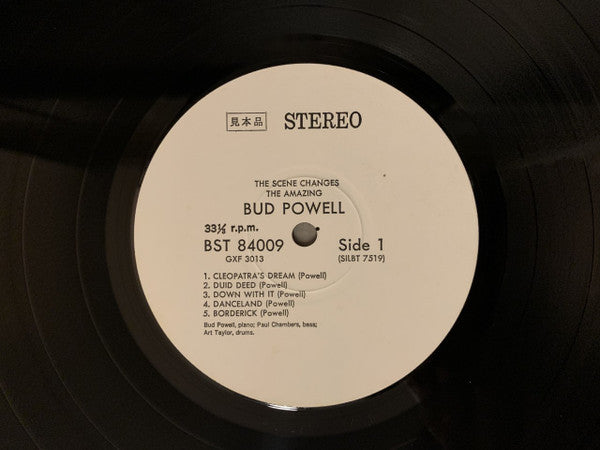 見本品 STEREO
THE SCENE CHANGES
THE AMAZING
BUD POWELL
33⅓ r.p.m.
BST 84009 Side 1
GXF 3013 (SILBT 7519)
1. CLEOPATRA'S DREAM (Powell)
2. DUID DEED (Powell)
3. DOWN WITH IT (Powell)
4. DANCELAND (Powell)
5. BORDERICK (Powell)
Bud Powell, piano; Paul Chambers, bass;
Art Taylor, drums.